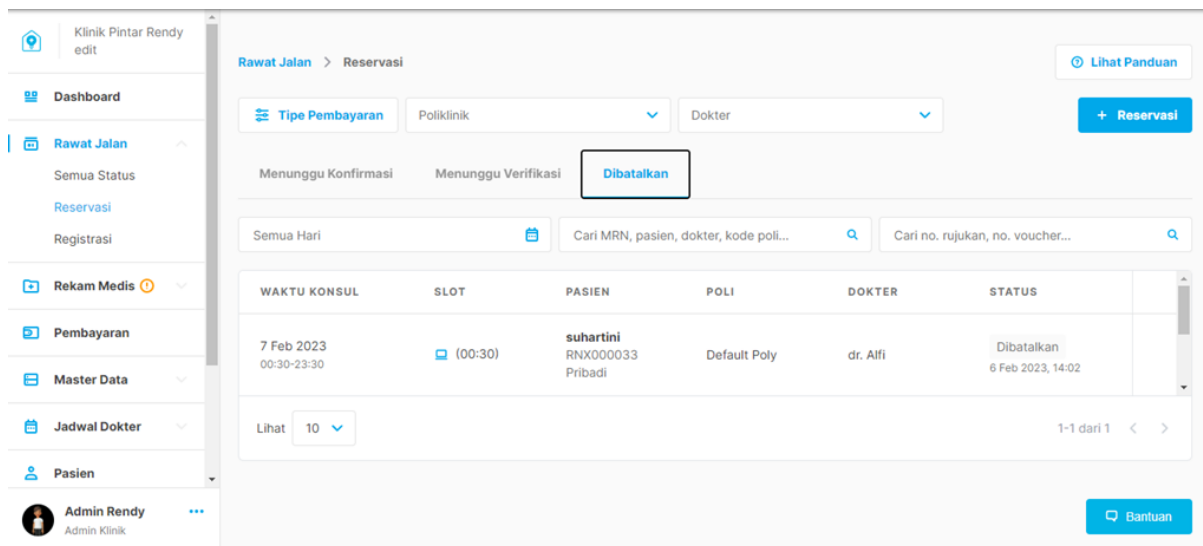 Klinik Pintar Rendy
edit
Dashboard
Rawat Jalan
Semua Status
Reservasi
Registrasi
Rekam Medis
Pembayaran
Master Data
Jadwal Dokter
Pasien
Admin Rendy
Admin Klinik
Rawat Jalan > Reservasi
Lihat Panduan
Tipe Pembayaran
Poliklinik
Dokter
+ Reservasi
Menunggu Konfirmasi
Menunggu Verifikasi
Dibatalkan
Semua Hari
Cari MRN, pasien, dokter, kode poli...
Cari no. rujukan, no. voucher...
WAKTU KONSUL SLOT PASIEN POLI DOKTER STATUS
7 Feb 2023
00:30-23:30
(00:30)
suhartini
RNX000033
Pribadi
Default Poly
dr. Alfi
Dibatalkan
6 Feb 2023, 14:02
Lihat 10
1-1 dari 1 < >
Bantuan